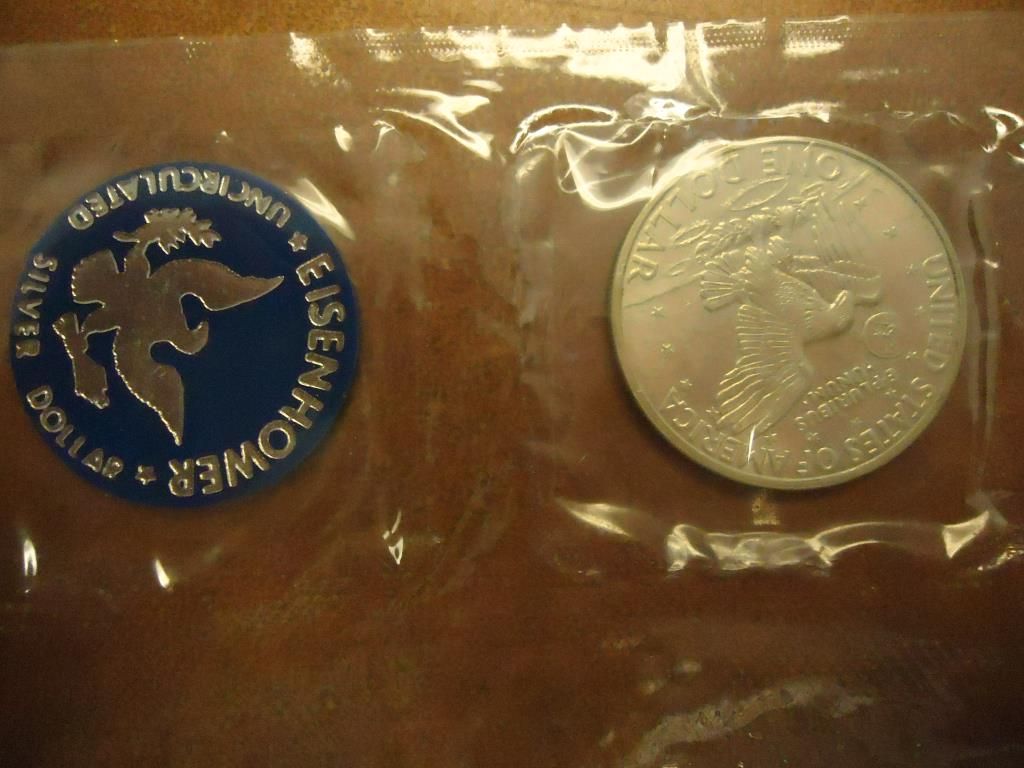 EISENHOWER
UNCIRCULATED
SILVER DOLLAR
UNITED STATES OF AMERICA
E PLURIBUS
UNUM
ONE DOLLAR